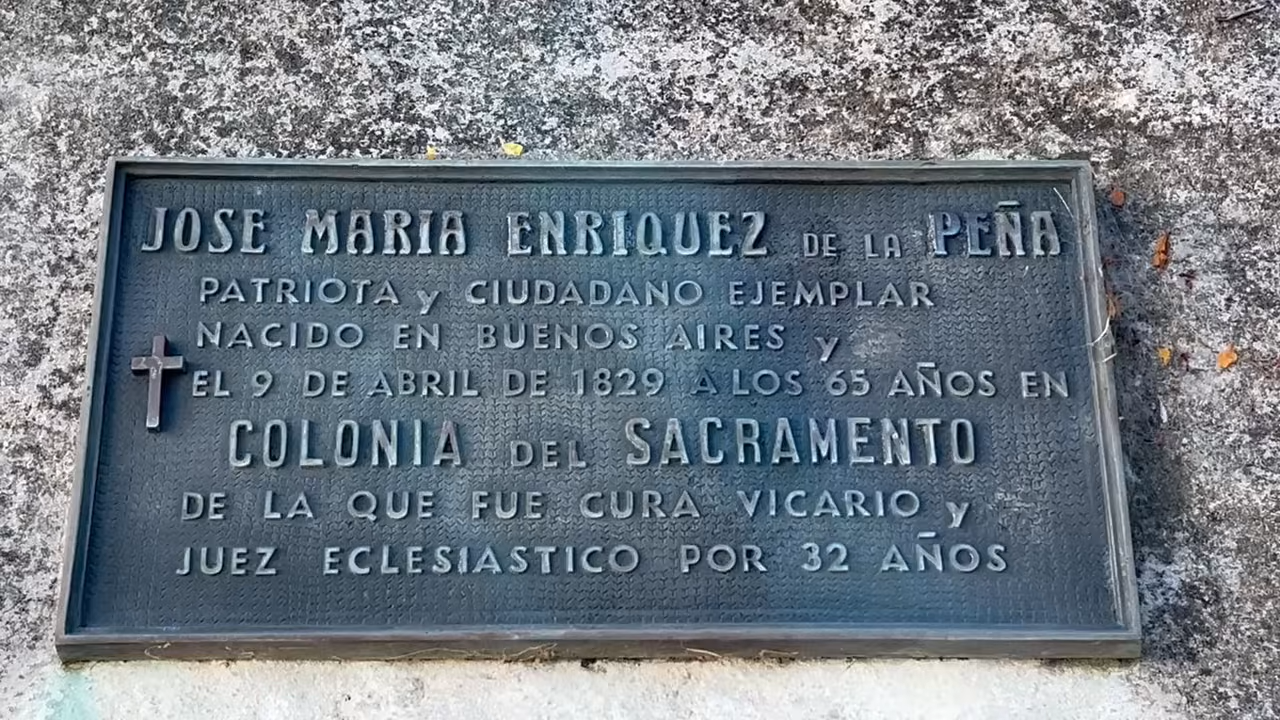 JOSE MARIA ENRIQUEZ DE LA PEÑA
PATRIOTA y CIUDADANO EJEMPLAR
NACIDO EN BUENOS AIRES y
EL 9 DE ABRIL DE 1829 A LOS 65 AÑOS EN
COLONIA DEL SACRAMENTO
DE LA QUE FUE CURA VICARIO y
JUEZ ECLESIASTICO POR 32 AÑOS